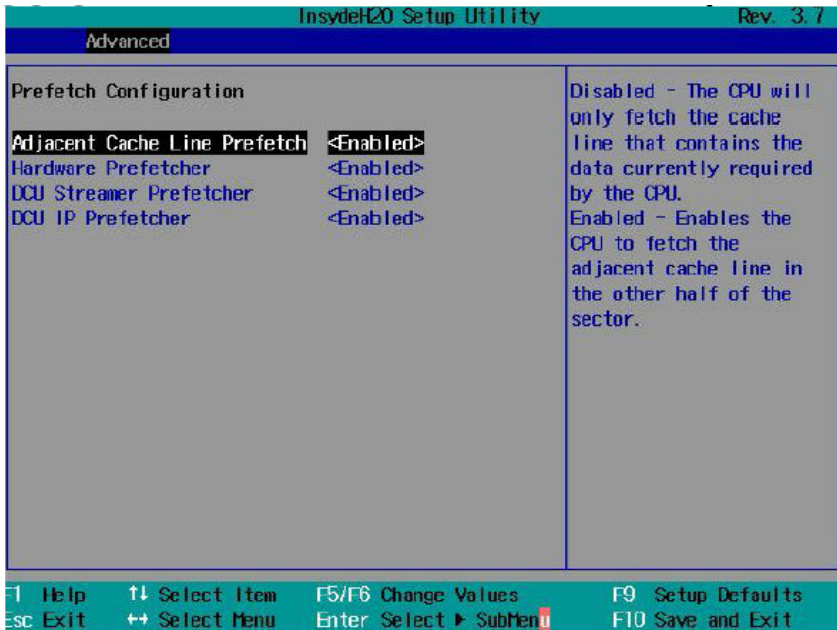 InsydeH2O Setup Utility Rev. 3.7
Advanced
Prefetch Configuration
Adjacent Cache Line Prefetch <Enabled>
Hardware Prefetcher <Enabled>
DCU Streamer Prefetcher <Enabled>
DCU IP Prefetcher <Enabled>
Disabled - The CPU will
only fetch the cache
line that contains the
data currently required
by the CPU.
Enabled - Enables the
CPU to fetch the
adjacent cache line in
the other half of the
sector.
F1 Help ↑↓ Select Item F5/F6 Change Values F9 Setup Defaults
Esc Exit ↔ Select Menu Enter Select ▶ SubMenu F10 Save and Exit